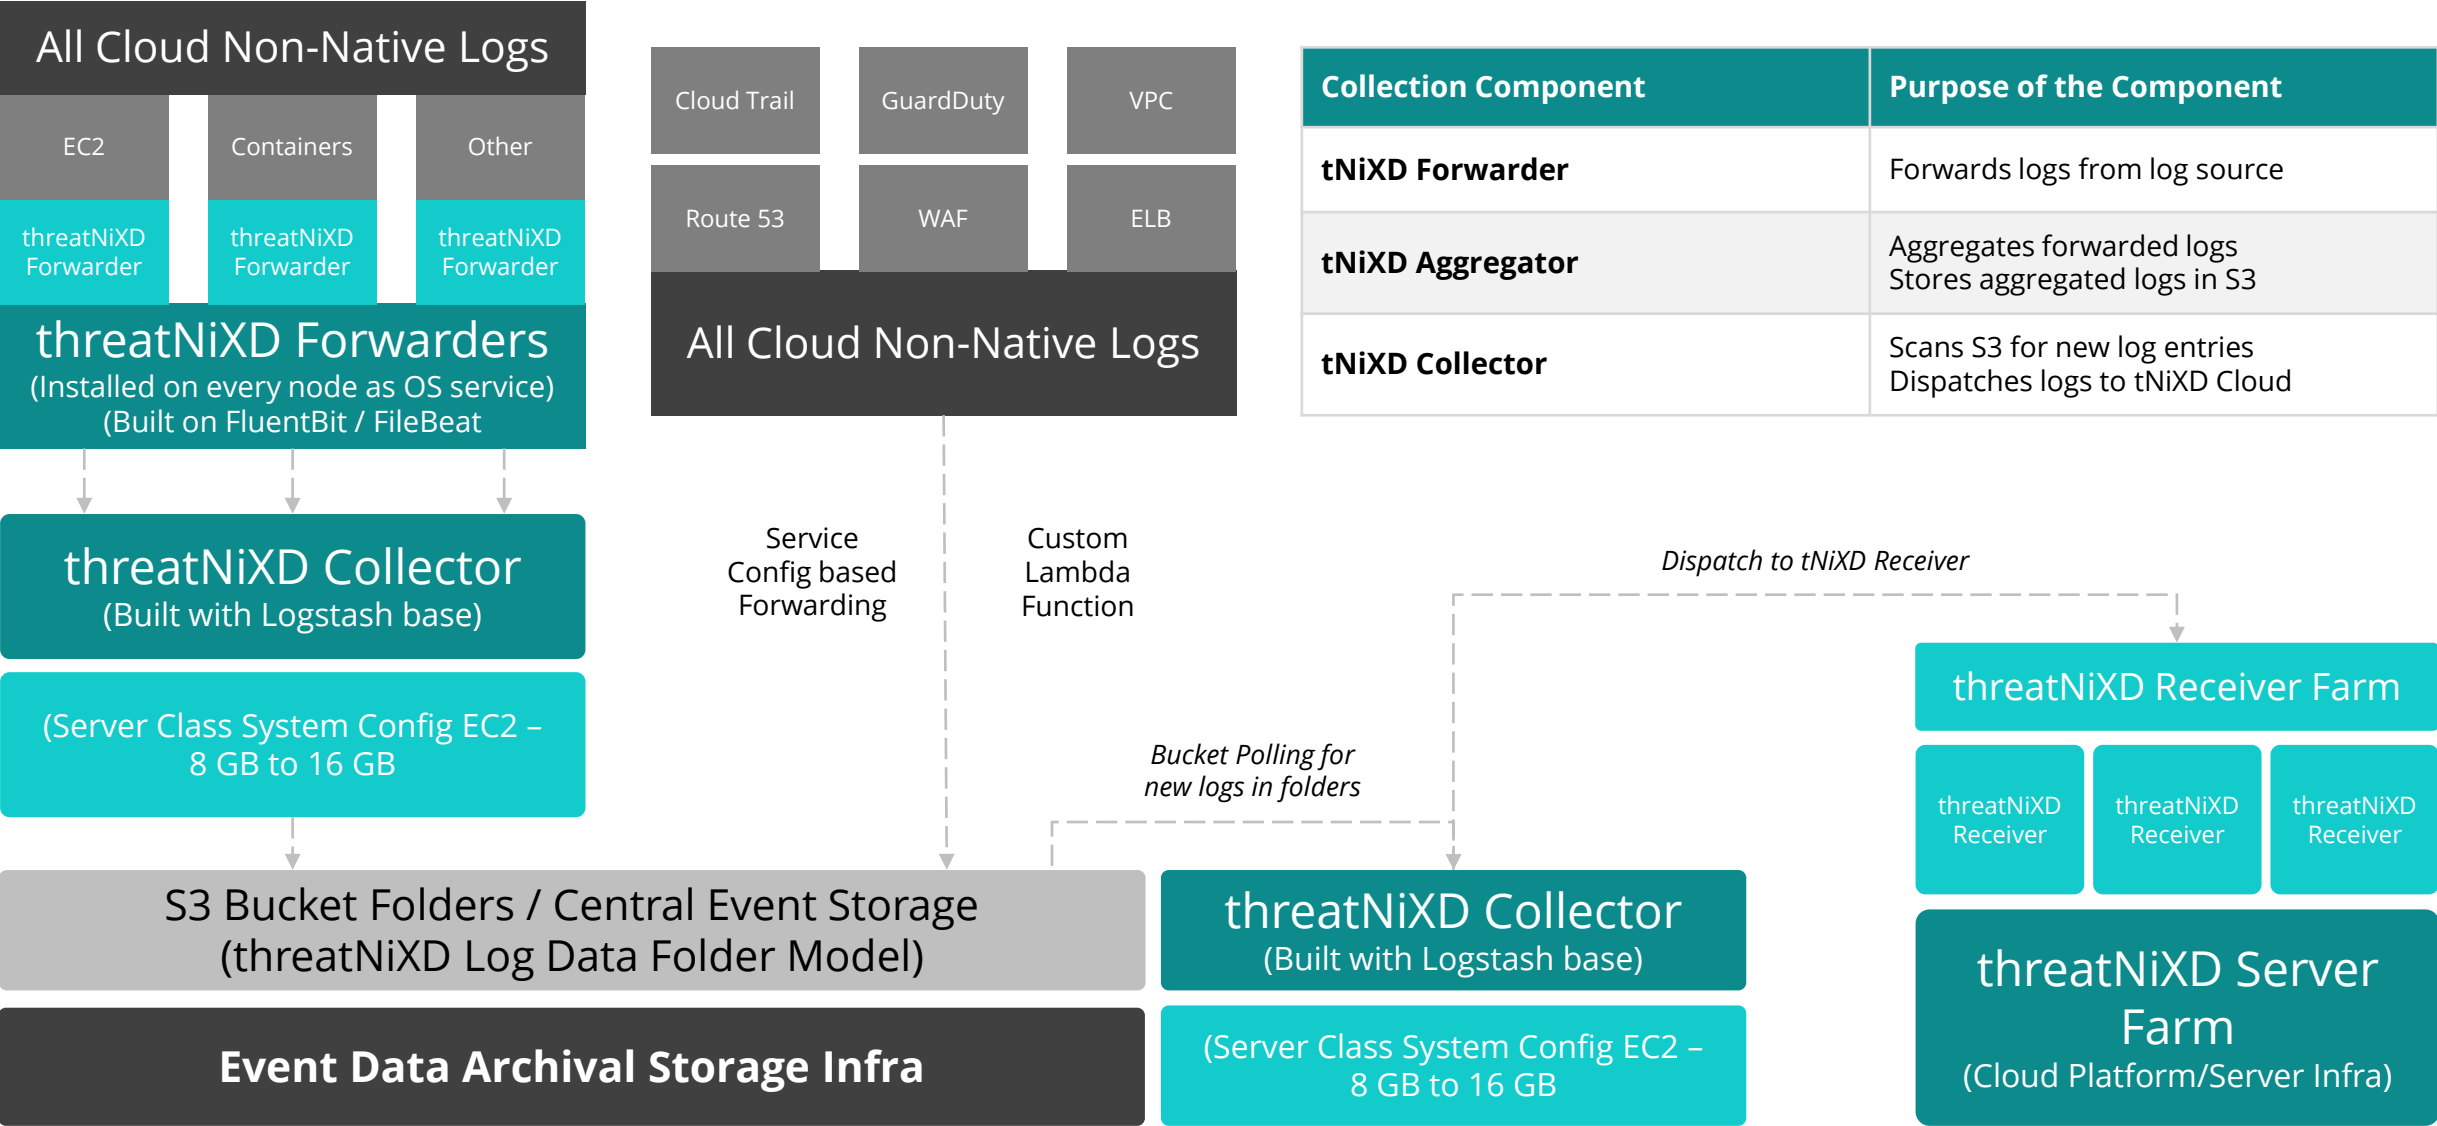 All Cloud Non-Native Logs
EC2
Containers
Other
threatNiXD
Forwarder
threatNiXD
Forwarder
threatNiXD
Forwarder
threatNiXD Forwarders
(Installed on every node as OS service)
(Built on FluentBit / FileBeat
threatNiXD Collector
(Built with Logstash base)
(Server Class System Config EC2 –
8 GB to 16 GB
Cloud Trail
GuardDuty
VPC
Route 53
WAF
ELB
All Cloud Non-Native Logs
Service
Config based
Forwarding
Custom
Lambda
Function
Collection Component
Purpose of the Component
tNiXD Forwarder
Forwards logs from log source
tNiXD Aggregator
Aggregates forwarded logs
Stores aggregated logs in S3
tNiXD Collector
Scans S3 for new log entries
Dispatches logs to tNiXD Cloud
Bucket Polling for
new logs in folders
Dispatch to tNiXD Receiver
S3 Bucket Folders / Central Event Storage
(threatNiXD Log Data Folder Model)
Event Data Archival Storage Infra
threatNiXD Collector
(Built with Logstash base)
(Server Class System Config EC2 –
8 GB to 16 GB
threatNiXD Receiver Farm
threatNiXD
Receiver
threatNiXD
Receiver
threatNiXD
Receiver
threatNiXD Server
Farm
(Cloud Platform/Server Infra)